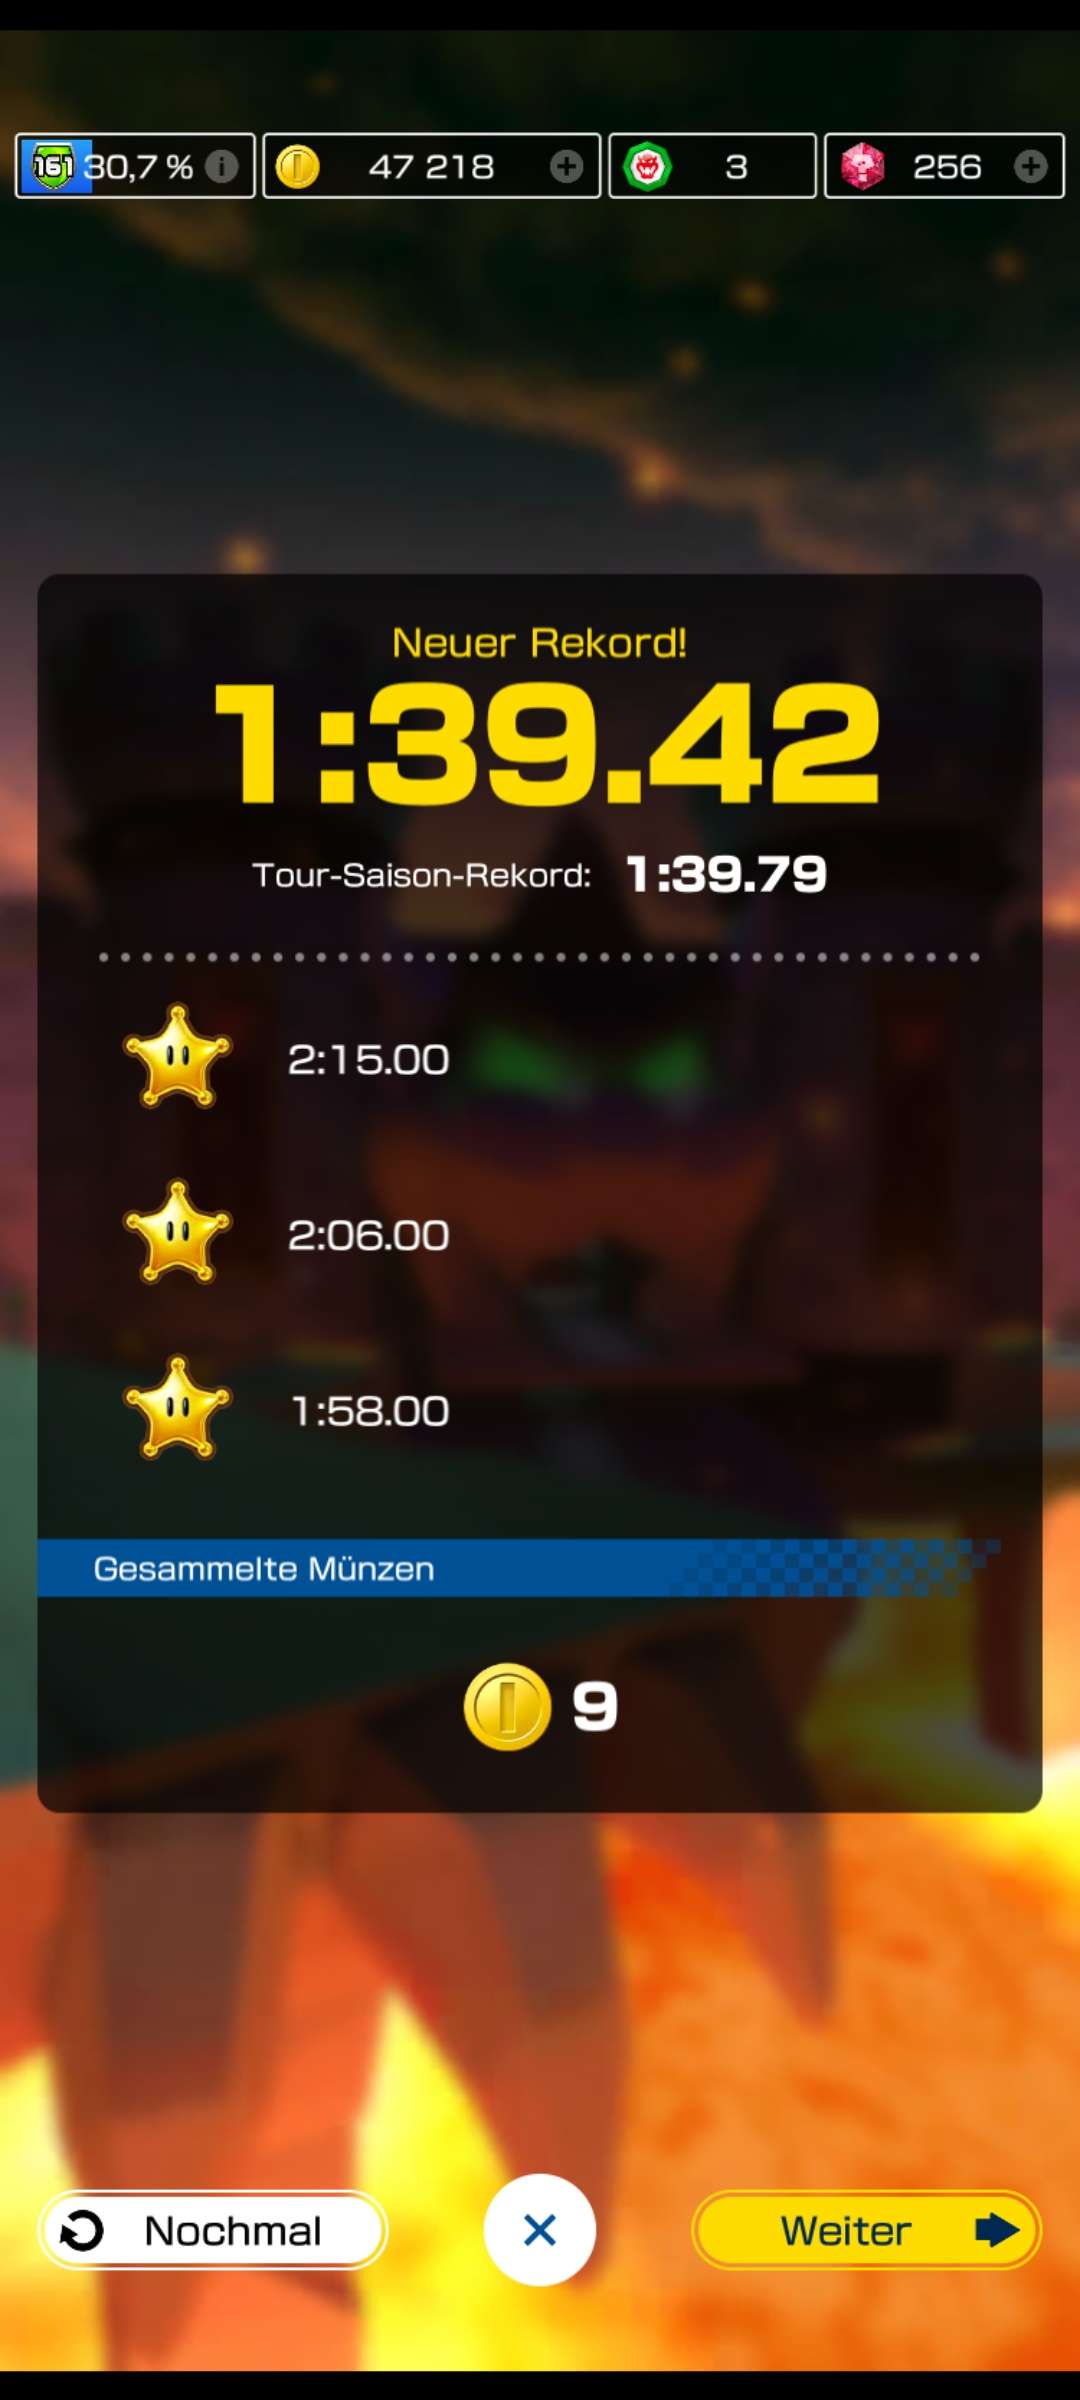 161 30,7 % i 47 218 + 3 256 +
Neuer Rekord!
1:39.42
Tour-Saison-Rekord: 1:39.79
2:15.00
2:06.00
1:58.00
Gesammelte Münzen
9
Nochmal
Weiter